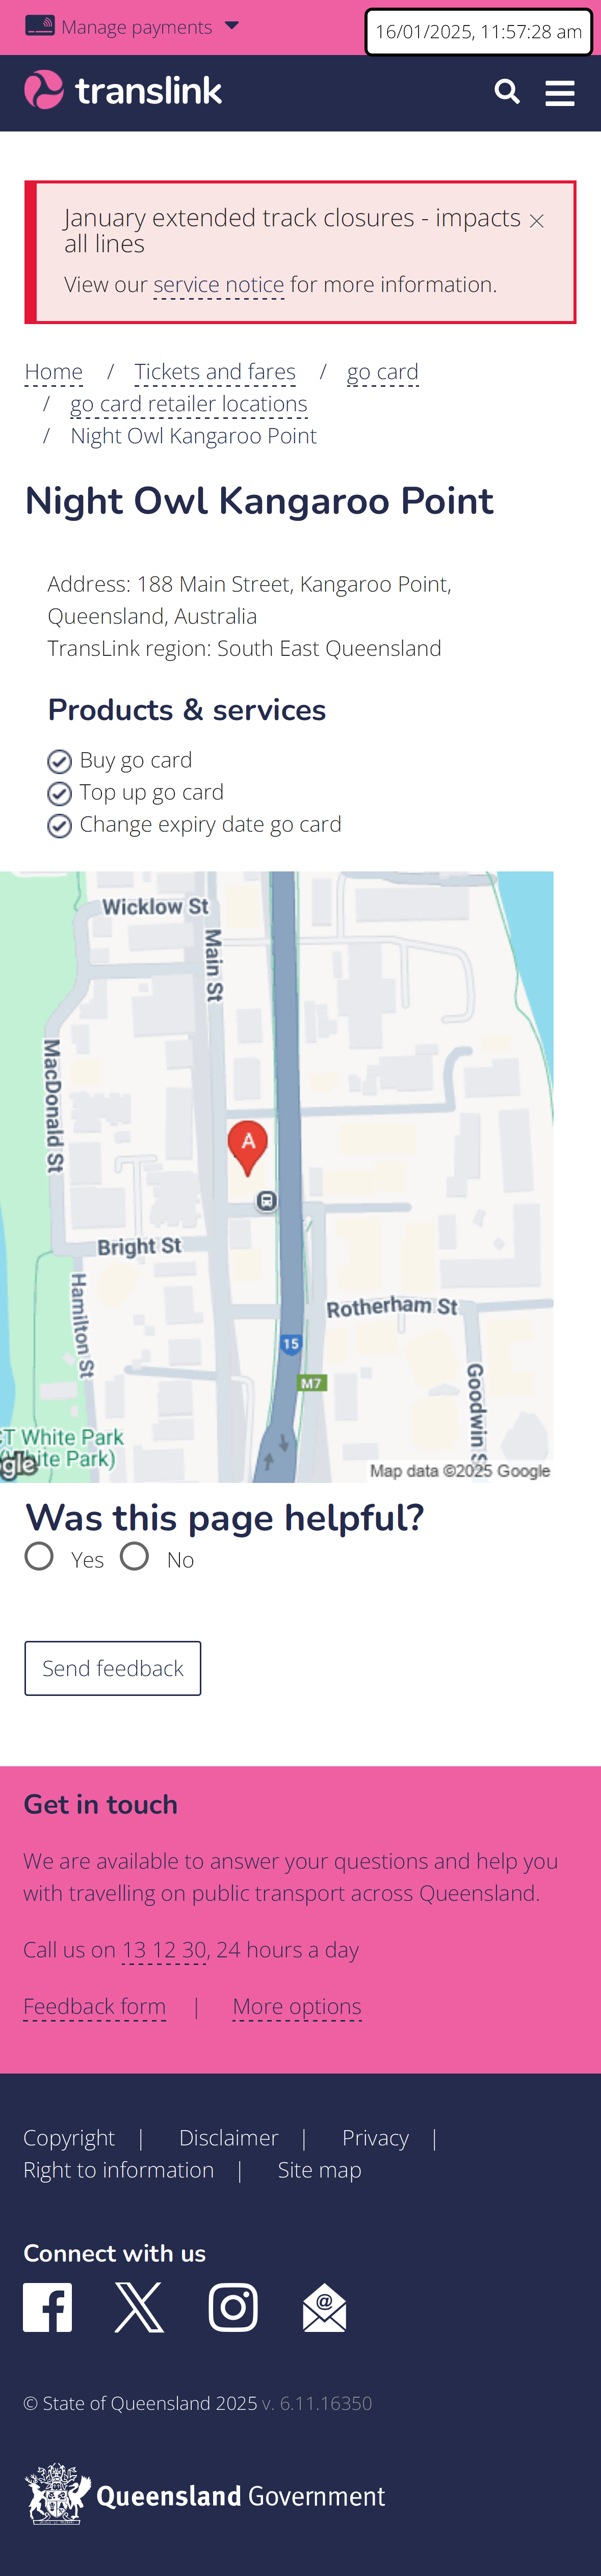 Manage payments
16/01/2025, 11:57:28 am
translink
January extended track closures - impacts
all lines
View our service notice for more information.
Home / Tickets and fares / go card
/ go card retailer locations
/ Night Owl Kangaroo Point
Night Owl Kangaroo Point
Address: 188 Main Street, Kangaroo Point,
Queensland, Australia
TransLink region: South East Queensland
Products & services
Buy go card
Top up go card
Change expiry date go card
Wicklow St
Main St
MacDonald St
A
Bright St
Hamilton St
Rotherham St
15
M7
Goodwin S
CT White Park
(White Park)
gle
Map data ©2025 Google
Was this page helpful?
Yes No
Send feedback
Get in touch
We are available to answer your questions and help you
with travelling on public transport across Queensland.
Call us on 13 12 30, 24 hours a day
Feedback form | More options
Copyright | Disclaimer | Privacy |
Right to information | Site map
Connect with us
© State of Queensland 2025 v. 6.11.16350
Queensland Government